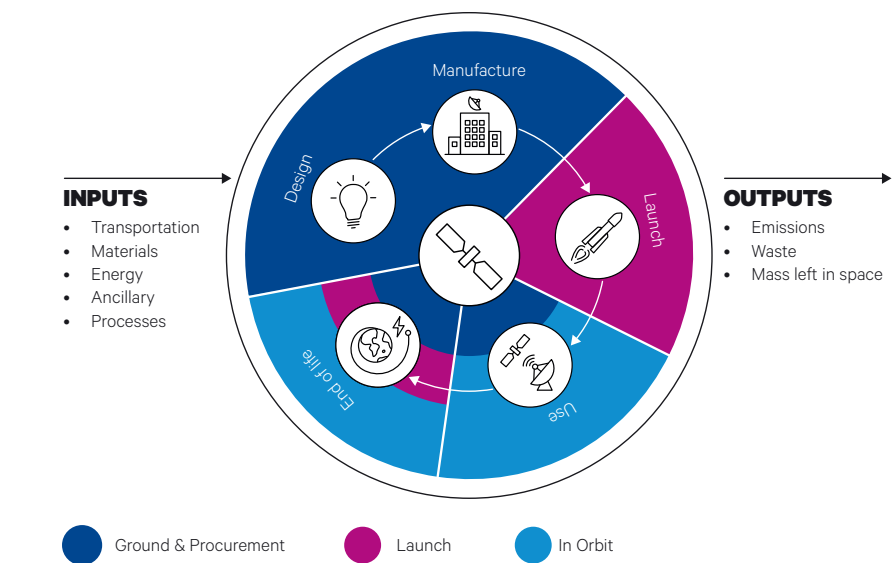 Manufacture
Design
Launch
INPUTS
• Transportation
• Materials
• Energy
• Ancillary
• Processes
OUTPUTS
• Emissions
• Waste
• Mass left in space
End of life
Use
Ground & Procurement
Launch
In Orbit